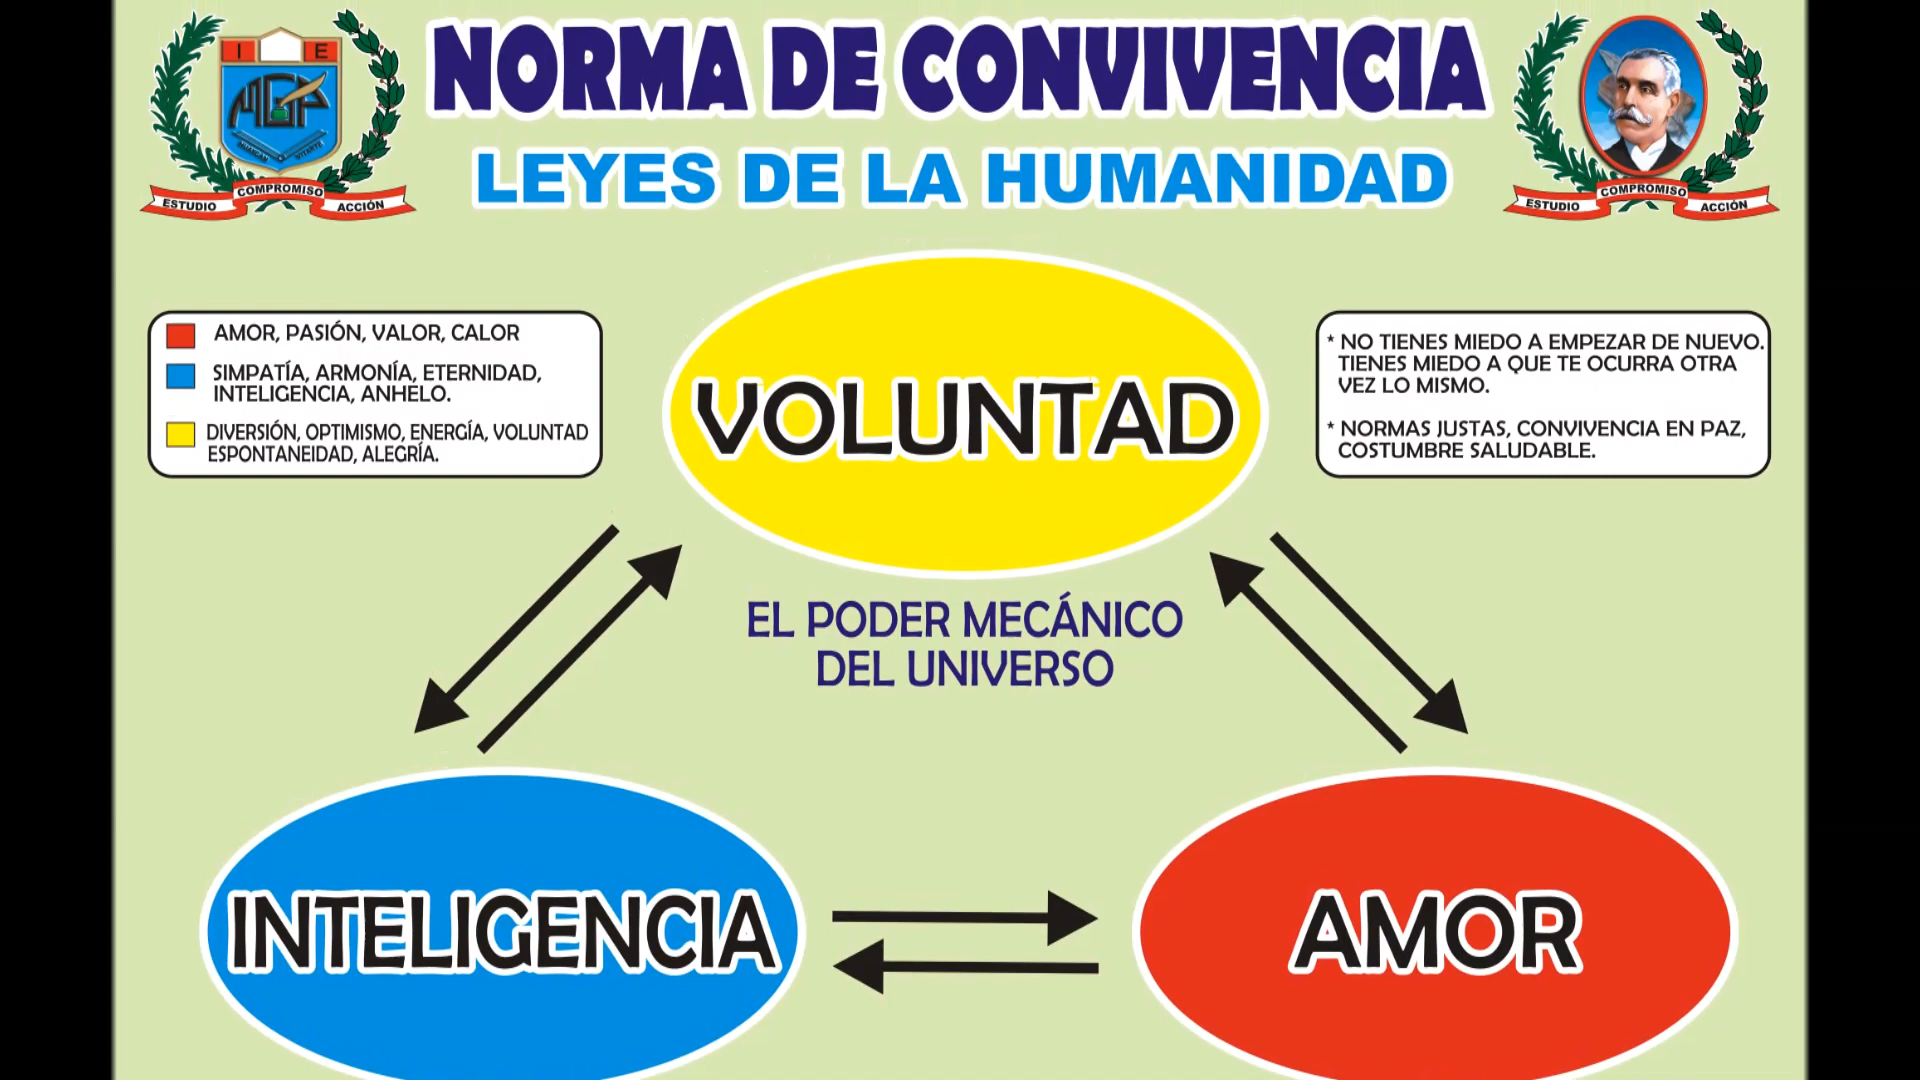 I E
MGP
HUAYCAN VITARTE
ESTUDIO COMPROMISO ACCIÓN
NORMA DE CONVIVENCIA
LEYES DE LA HUMANIDAD
ESTUDIO COMPROMISO ACCIÓN
AMOR, PASIÓN, VALOR, CALOR
SIMPATÍA, ARMONÍA, ETERNIDAD,
INTELIGENCIA, ANHELO.
DIVERSIÓN, OPTIMISMO, ENERGÍA, VOLUNTAD
ESPONTANEIDAD, ALEGRÍA.
VOLUNTAD
* NO TIENES MIEDO A EMPEZAR DE NUEVO.
TIENES MIEDO A QUE TE OCURRA OTRA
VEZ LO MISMO.
* NORMAS JUSTAS, CONVIVENCIA EN PAZ,
COSTUMBRE SALUDABLE.
EL PODER MECÁNICO
DEL UNIVERSO
INTELIGENCIA
AMOR